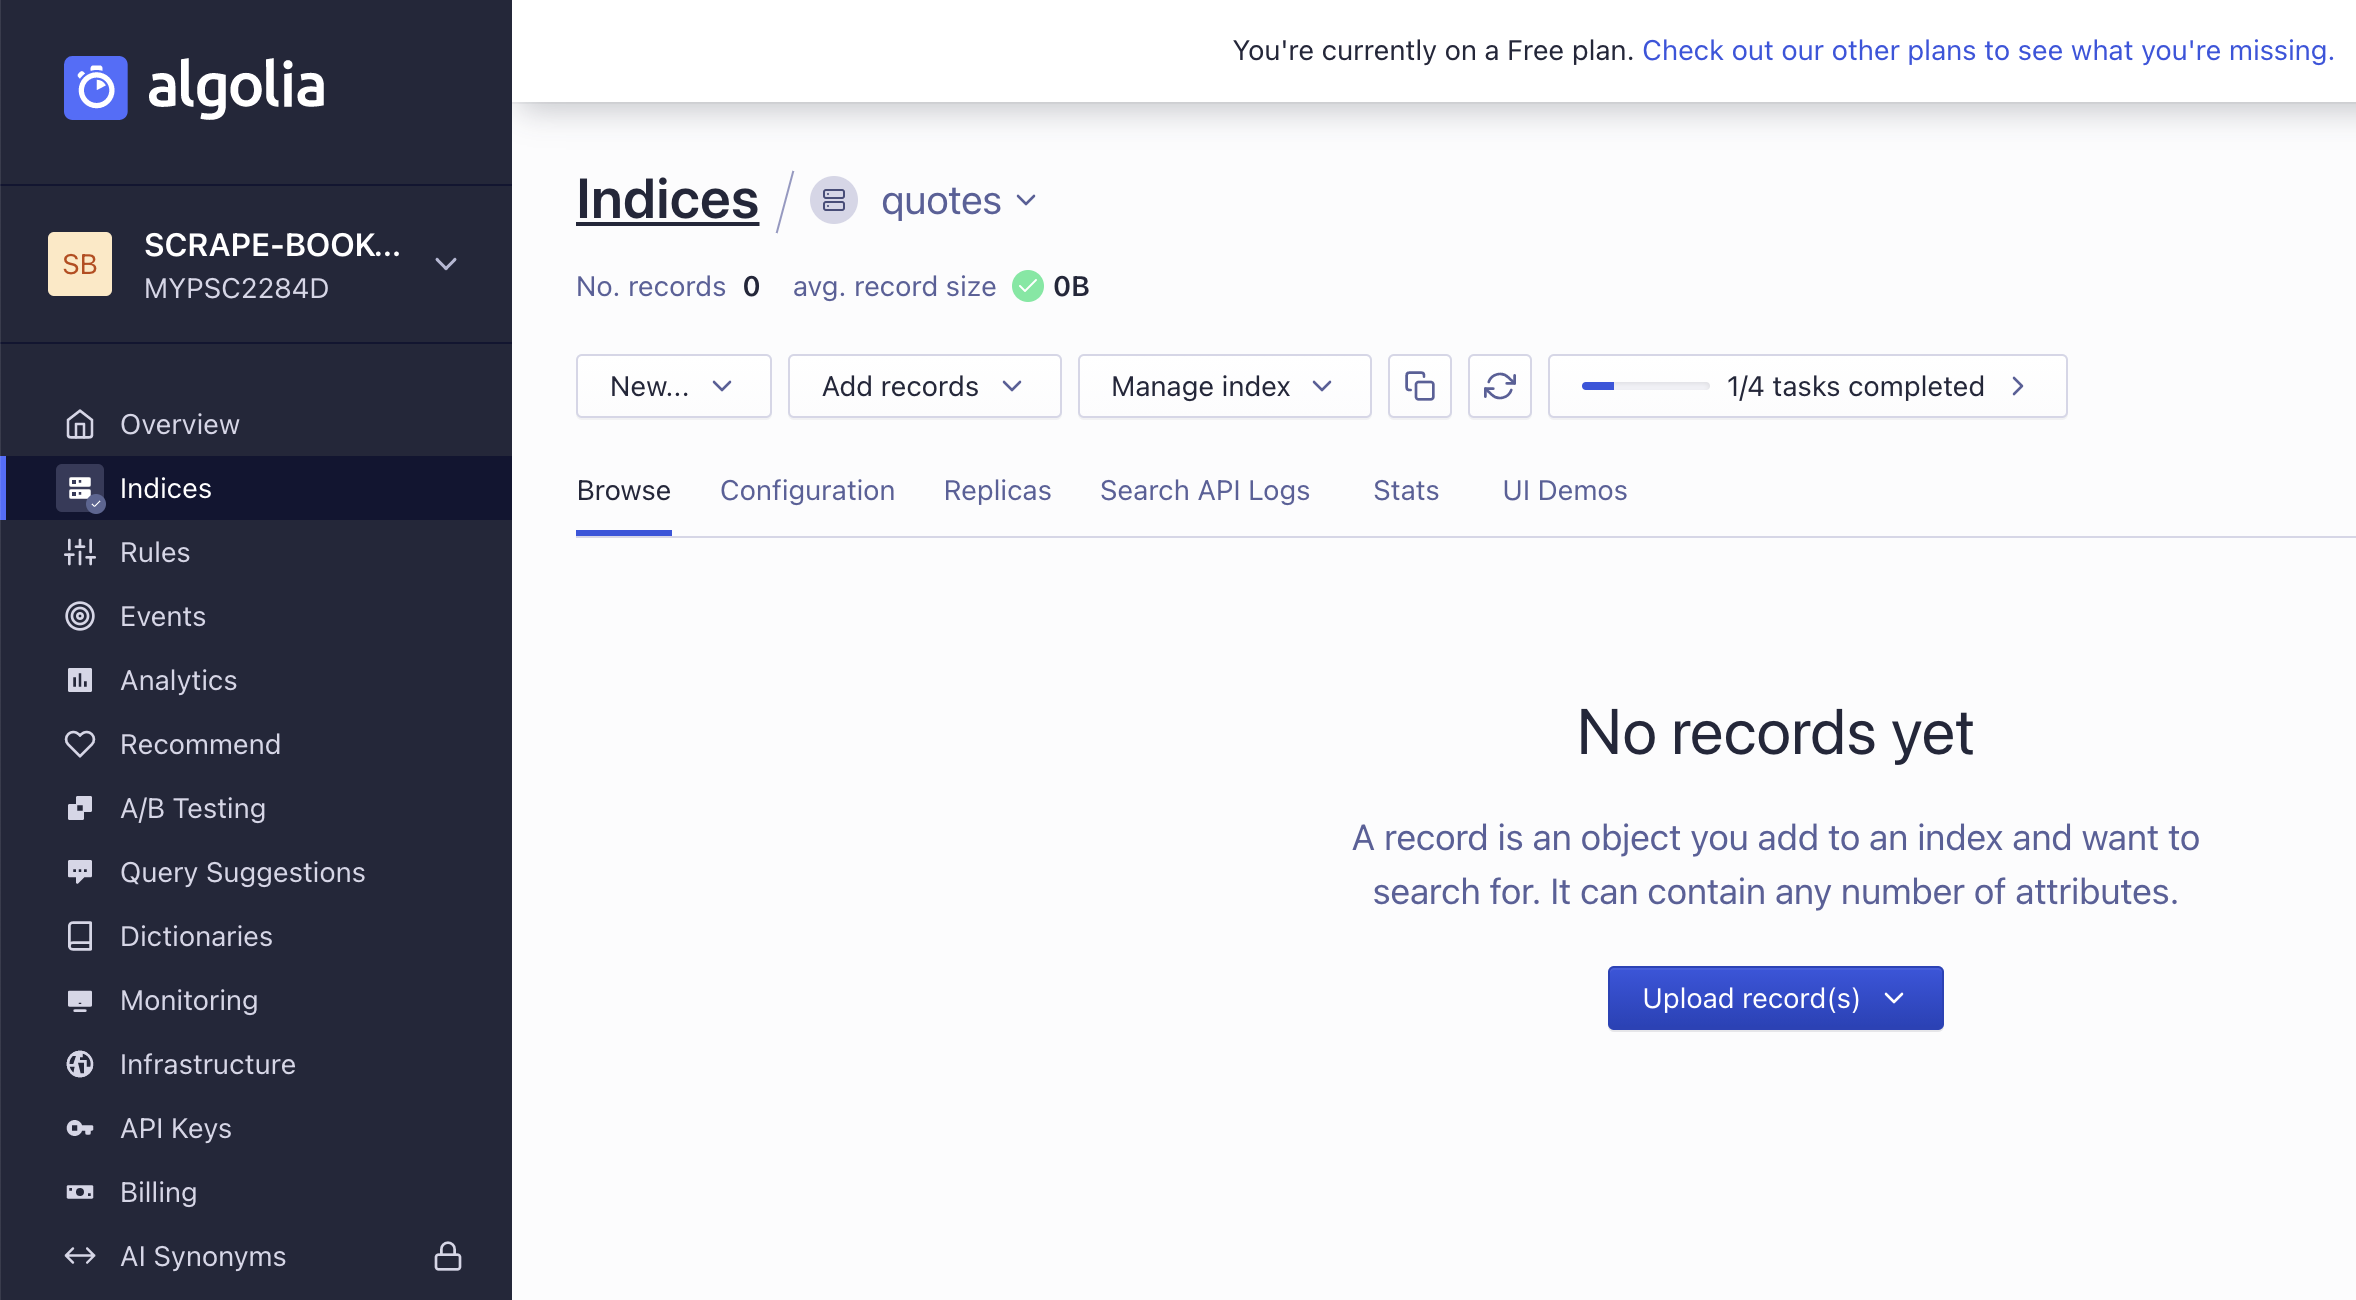 algolia
You're currently on a Free plan. Check out our other plans to see what you're missing.
SB
SCRAPE-BOOK...
MYPSC2284D
Overview
Indices
Rules
Events
Analytics
Recommend
A/B Testing
Query Suggestions
Dictionaries
Monitoring
Infrastructure
API Keys
Billing
AI Synonyms
Indices / quotes
No. records 0 avg. record size 0B
New... Add records Manage index 1/4 tasks completed
Browse Configuration Replicas Search API Logs Stats UI Demos
No records yet
A record is an object you add to an index and want to
search for. It can contain any number of attributes.
Upload record(s)